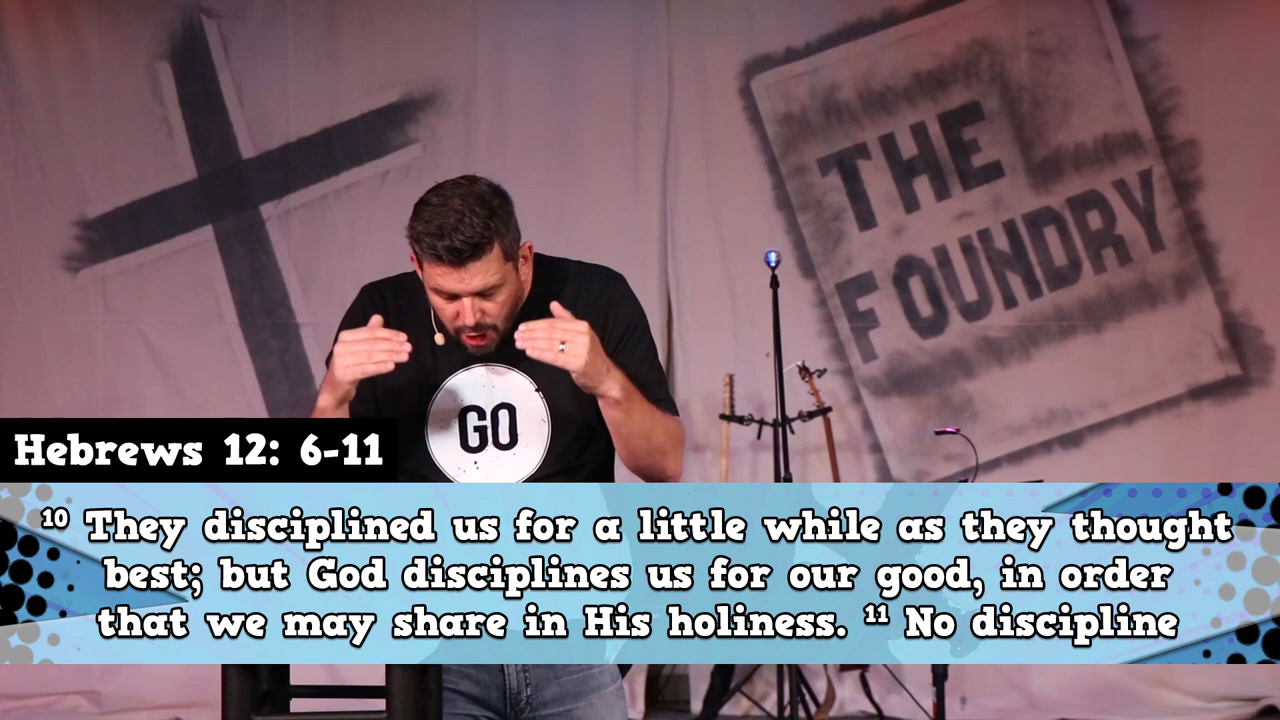 THE
FOUNDRY
GO
Hebrews 12: 6-11
¹⁰ They disciplined us for a little while as they thought
best; but God disciplines us for our good, in order
that we may share in His holiness. ¹¹ No discipline